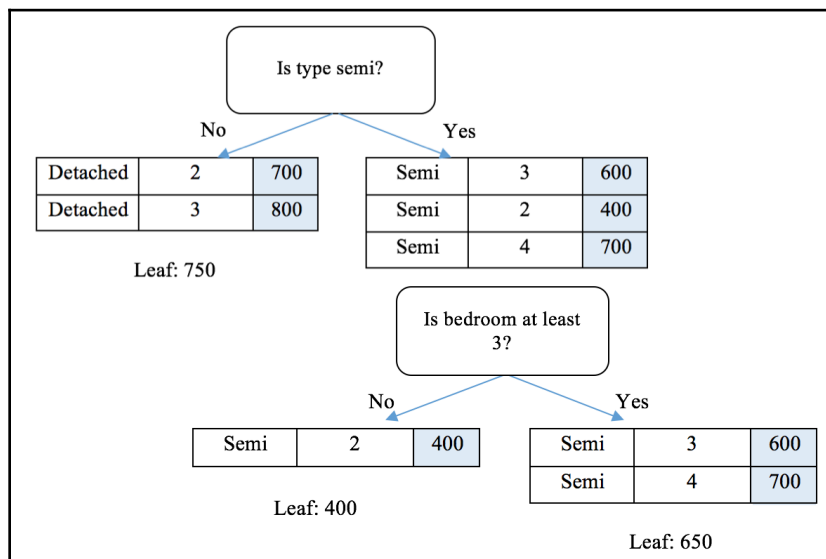 Is type semi?
No
Yes
Detached 2 700
Detached 3 800
Leaf: 750
Semi 3 600
Semi 2 400
Semi 4 700
Is bedroom at least
3?
No
Yes
Semi 2 400
Leaf: 400
Semi 3 600
Semi 4 700
Leaf: 650